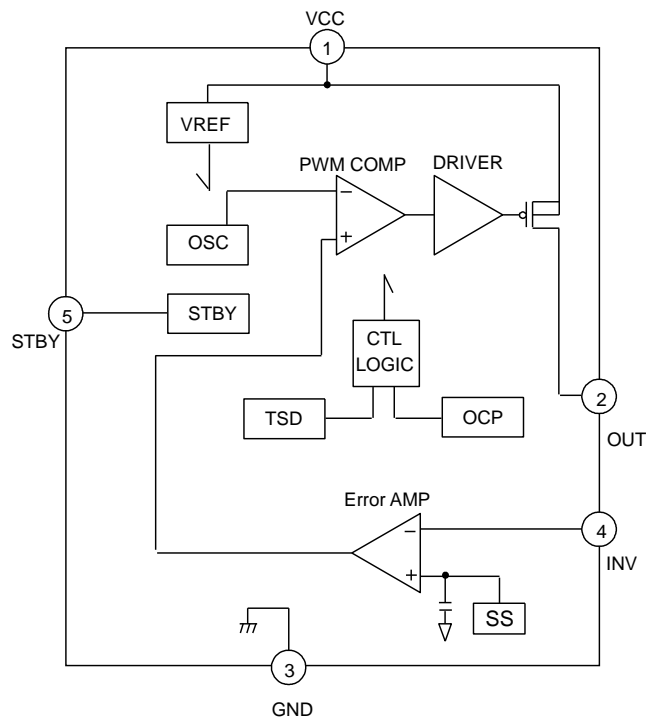 VCC
1
VREF
PWM COMP
DRIVER
−
OSC
+
5
STBY
STBY
CTL
LOGIC
2
TSD
OCP
OUT
Error AMP
−
4
INV
+
SS
3
GND